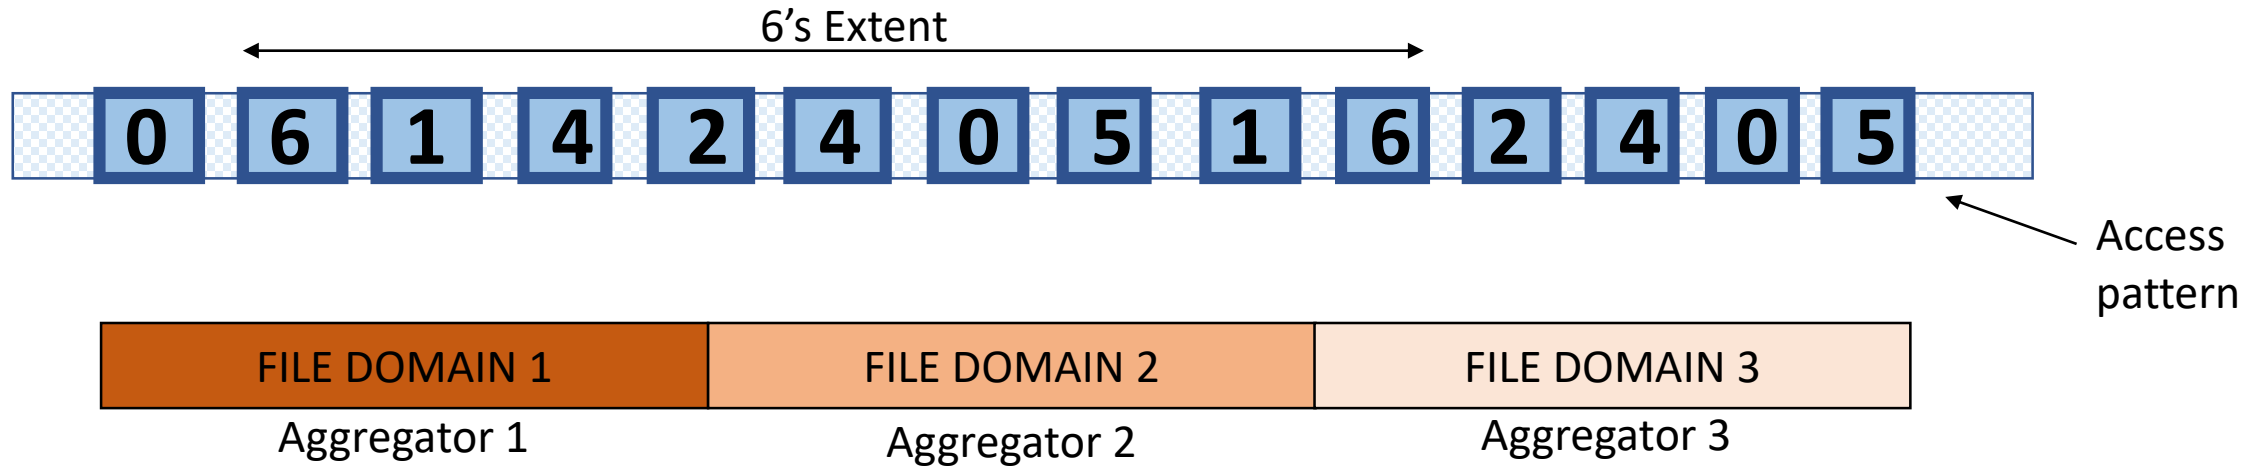 6's Extent
0 6 1 4 2 4 0 5 1 6 2 4 0 5
Access
pattern
FILE DOMAIN 1 FILE DOMAIN 2 FILE DOMAIN 3
Aggregator 1 Aggregator 2 Aggregator 3